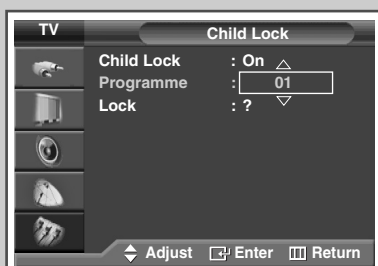 TV
Child Lock
Child Lock : On
Programme : 01
Lock : ?
Adjust Enter Return